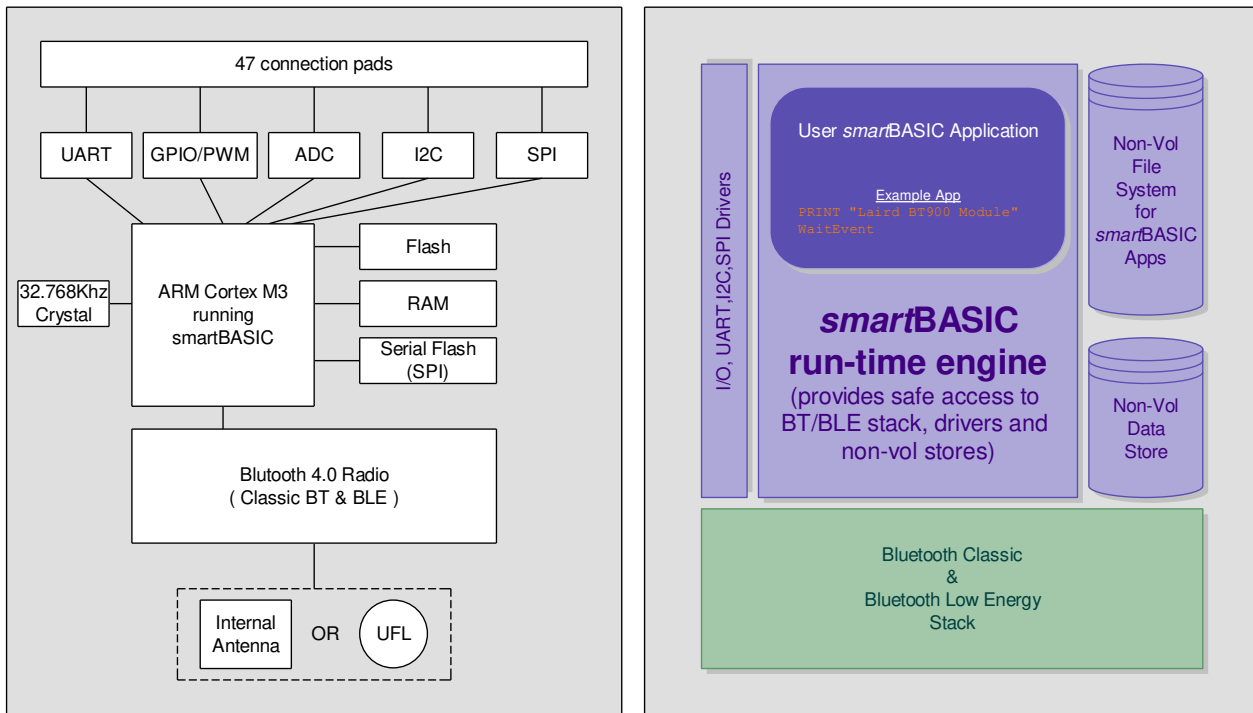 47 connection pads
UART
GPIO/PWM
ADC
I2C
SPI
ARM Cortex M3
running
smartBASIC
32.768Khz
Crystal
Flash
RAM
Serial Flash
(SPI)
Blutooth 4.0 Radio
( Classic BT & BLE )
Internal
Antenna
OR
UFL
I/O, UART,I2C,SPI Drivers
User smartBASIC Application
Example App
PRINT "Laird BT900 Module"
WaitEvent
smartBASIC
run-time engine
(provides safe access to
BT/BLE stack, drivers and
non-vol stores)
Non-Vol
File
System
for
smartBASIC
Apps
Non-Vol
Data
Store
Bluetooth Classic
&
Bluetooth Low Energy
Stack